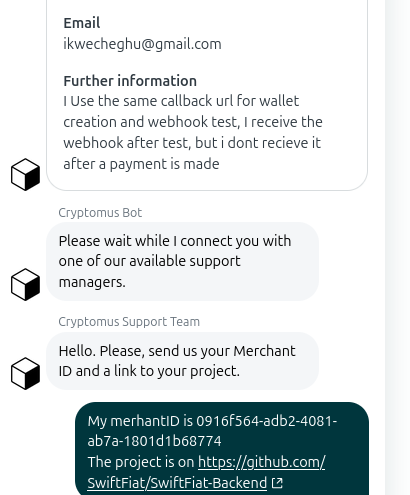 Email
ikwecheghu@gmail.com
Further information
I Use the same callback url for wallet
creation and webhook test, I receive the
webhook after test, but i dont recieve it
after a payment is made
Cryptomus Bot
Please wait while I connect you with
one of our available support
managers.
Cryptomus Support Team
Hello. Please, send us your Merchant
ID and a link to your project.
My merhantID is 0916f564-adb2-4081-
ab7a-1801d1b68774
The project is on https://github.com/
SwiftFiat/SwiftFiat-Backend